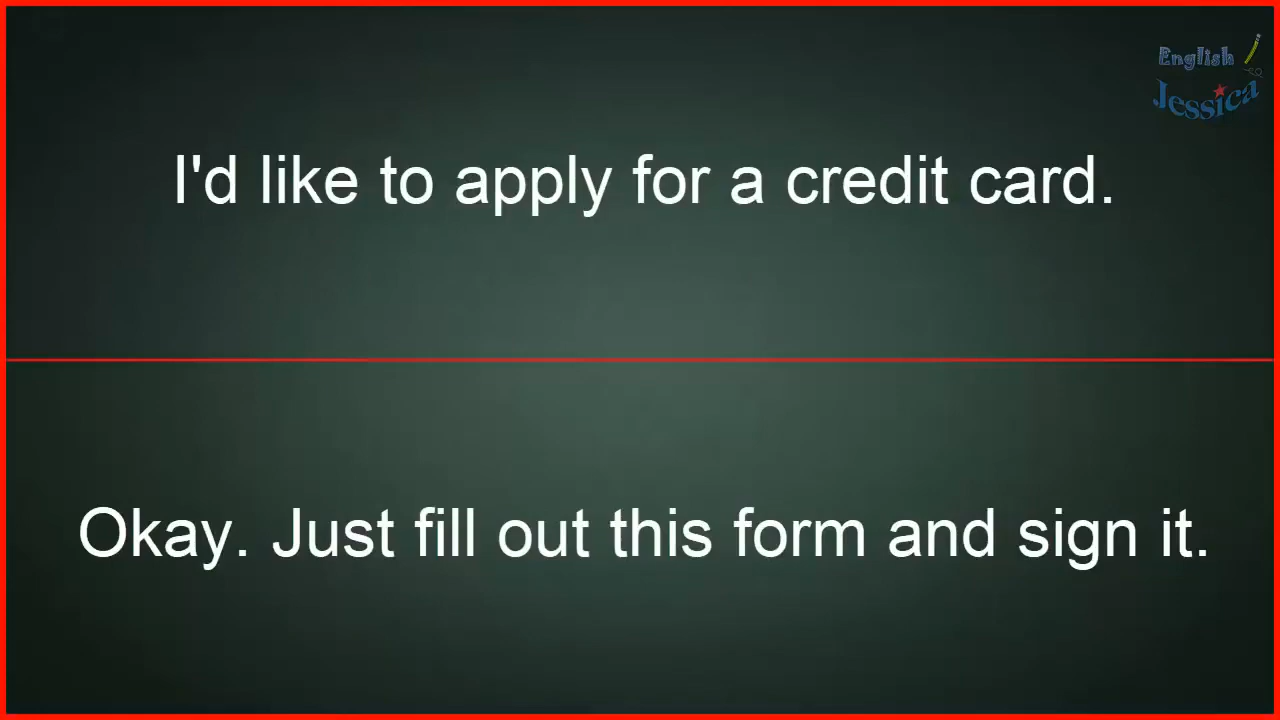 English
Jessica
I'd like to apply for a credit card.
Okay. Just fill out this form and sign it.